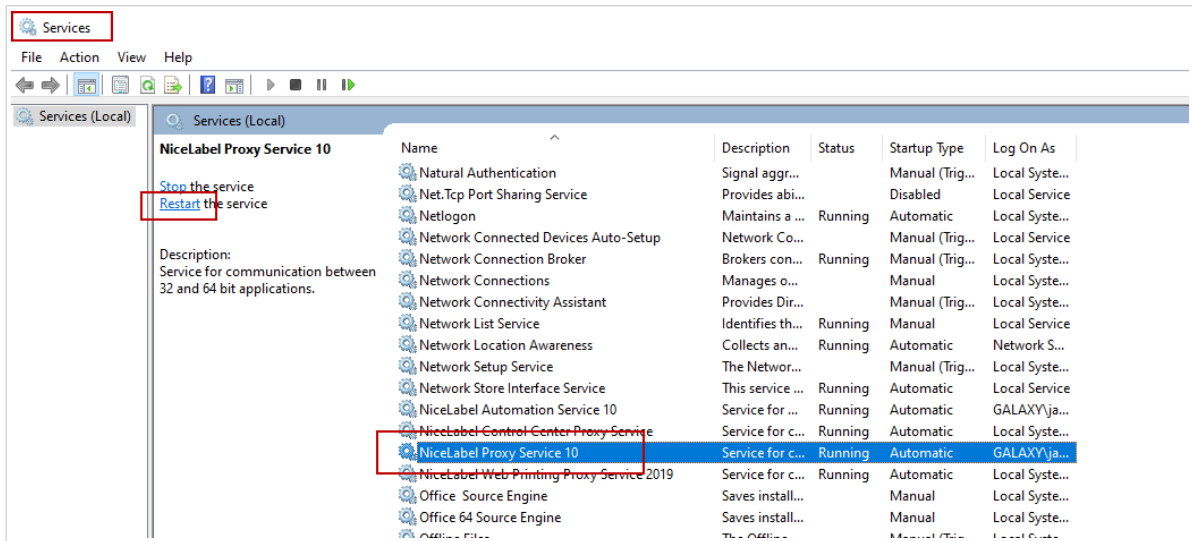 Services
File Action View Help
Services (Local)
Services (Local)
NiceLabel Proxy Service 10
Stop the service
Restart the service
Description:
Service for communication between
32 and 64 bit applications.
Name Description Status Startup Type Log On As
Natural Authentication Signal aggr... Manual (Trig... Local Syste...
Net.Tcp Port Sharing Service Provides abi... Disabled Local Service
Netlogon Maintains a ... Running Automatic Local Syste...
Network Connected Devices Auto-Setup Network Co... Manual (Trig... Local Service
Network Connection Broker Brokers con... Running Manual (Trig... Local Syste...
Network Connections Manages o... Manual Local Syste...
Network Connectivity Assistant Provides Dir... Manual (Trig... Local Syste...
Network List Service Identifies th... Running Manual Local Service
Network Location Awareness Collects an... Running Automatic Network S...
Network Setup Service The Networ... Manual (Trig... Local Syste...
Network Store Interface Service This service ... Running Automatic Local Service
NiceLabel Automation Service 10 Service for ... Running Automatic GALAXY\ja...
NiceLabel Control Center Proxy Service Service for c... Running Automatic Local Syste...
NiceLabel Proxy Service 10 Service for c... Running Automatic GALAXY\ja...
NiceLabel Web Printing Proxy Service 2019 Service for c... Running Automatic Local Syste...
Office Source Engine Saves install... Manual Local Syste...
Office 64 Source Engine Saves install... Manual Local Syste...
Offline Files The Offline... Manual (Trig... Local Syste...